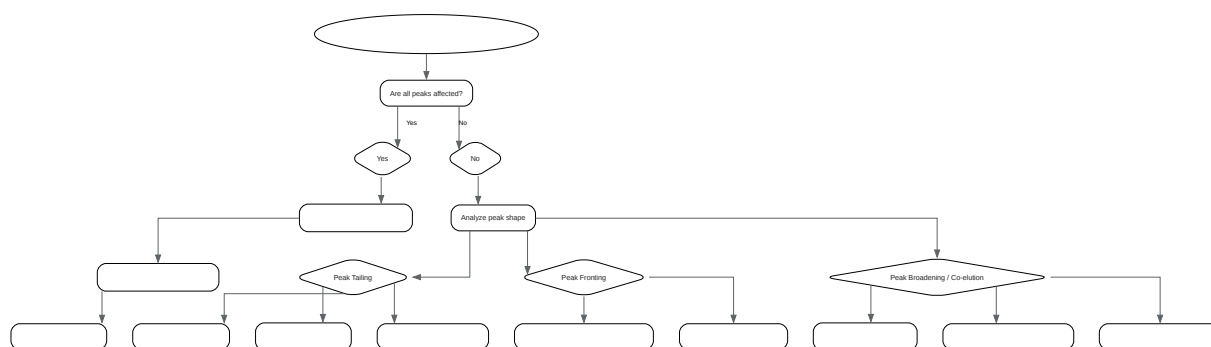 Are all peaks affected?
Yes
No
Yes
No
Analyze peak shape
Peak Tailing
Peak Fronting
Peak Broadening / Co-elution